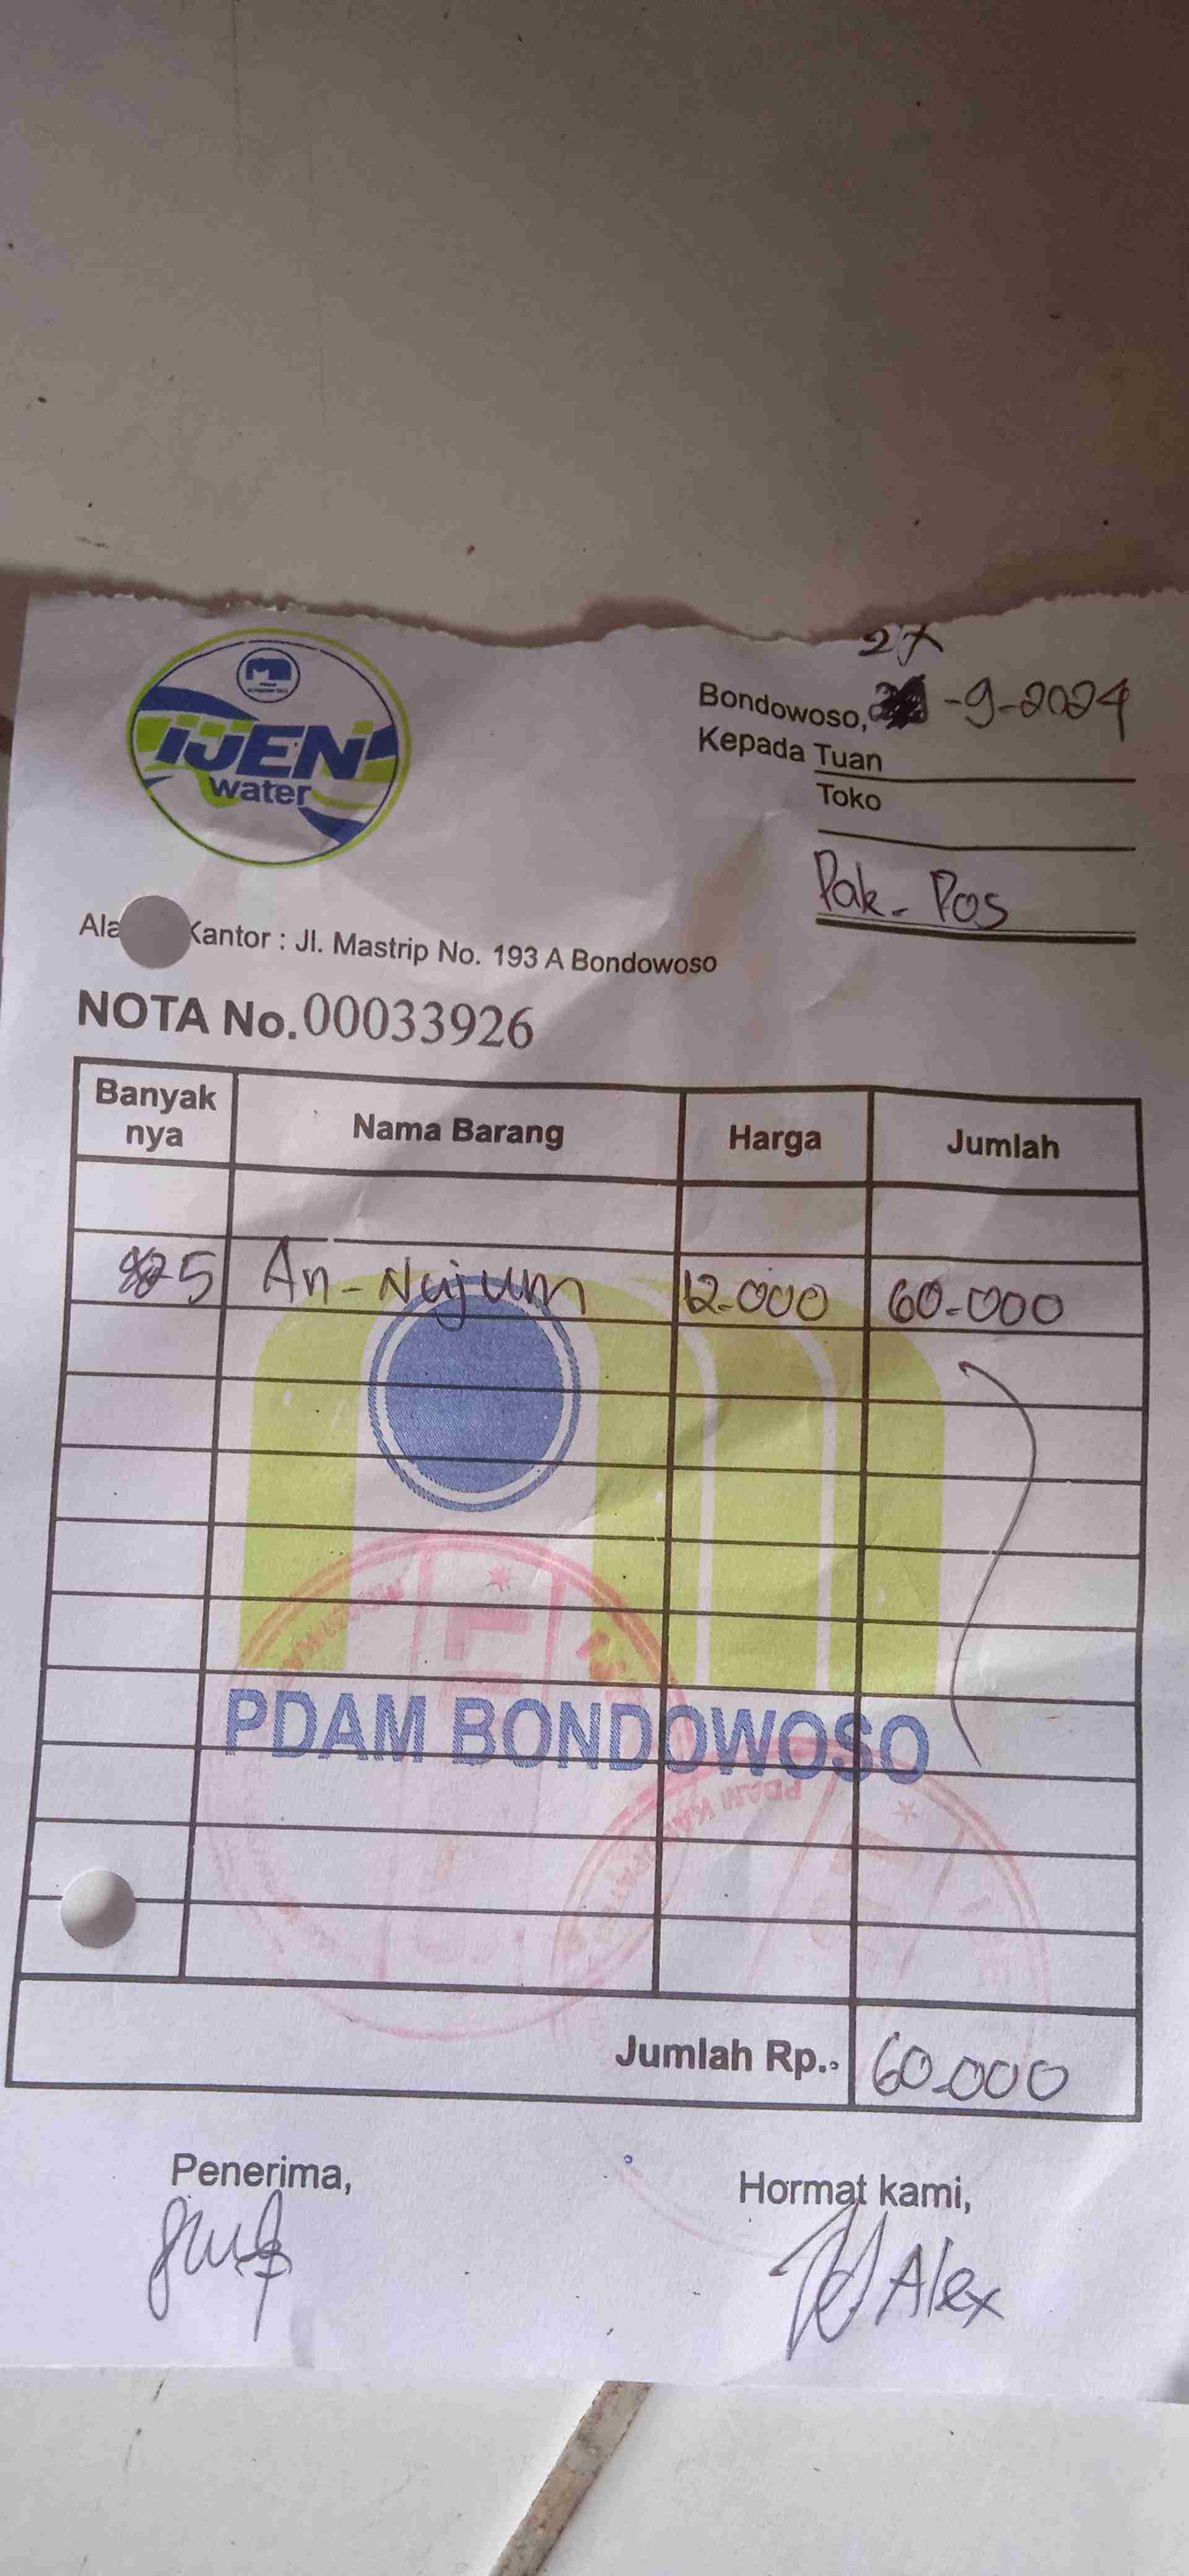 27
IJEN
water
Bondowoso, -9-2024
Kepada Tuan
Toko
Pak- Pos
Kantor : Jl. Mastrip No. 193 A Bondowoso
NOTA No. 00033926
Banyak nya Nama Barang Harga Jumlah
5 An-Nujum 12.000 60.000
PDAM BONDOWOSO
Jumlah Rp. 60.000
Penerima, Hormat kami,
Alex